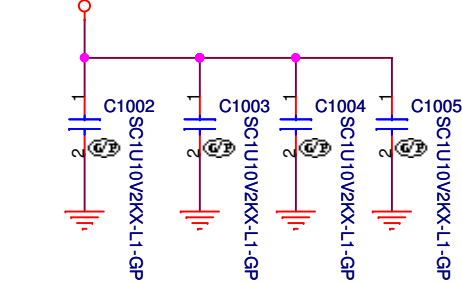 1
C1002
2
G/P
SC1U10V2KX-L1-GP
1
C1003
2
G/P
SC1U10V2KX-L1-GP
1
C1004
2
G/P
SC1U10V2KX-L1-GP
1
C1005
2
G/P
SC1U10V2KX-L1-GP